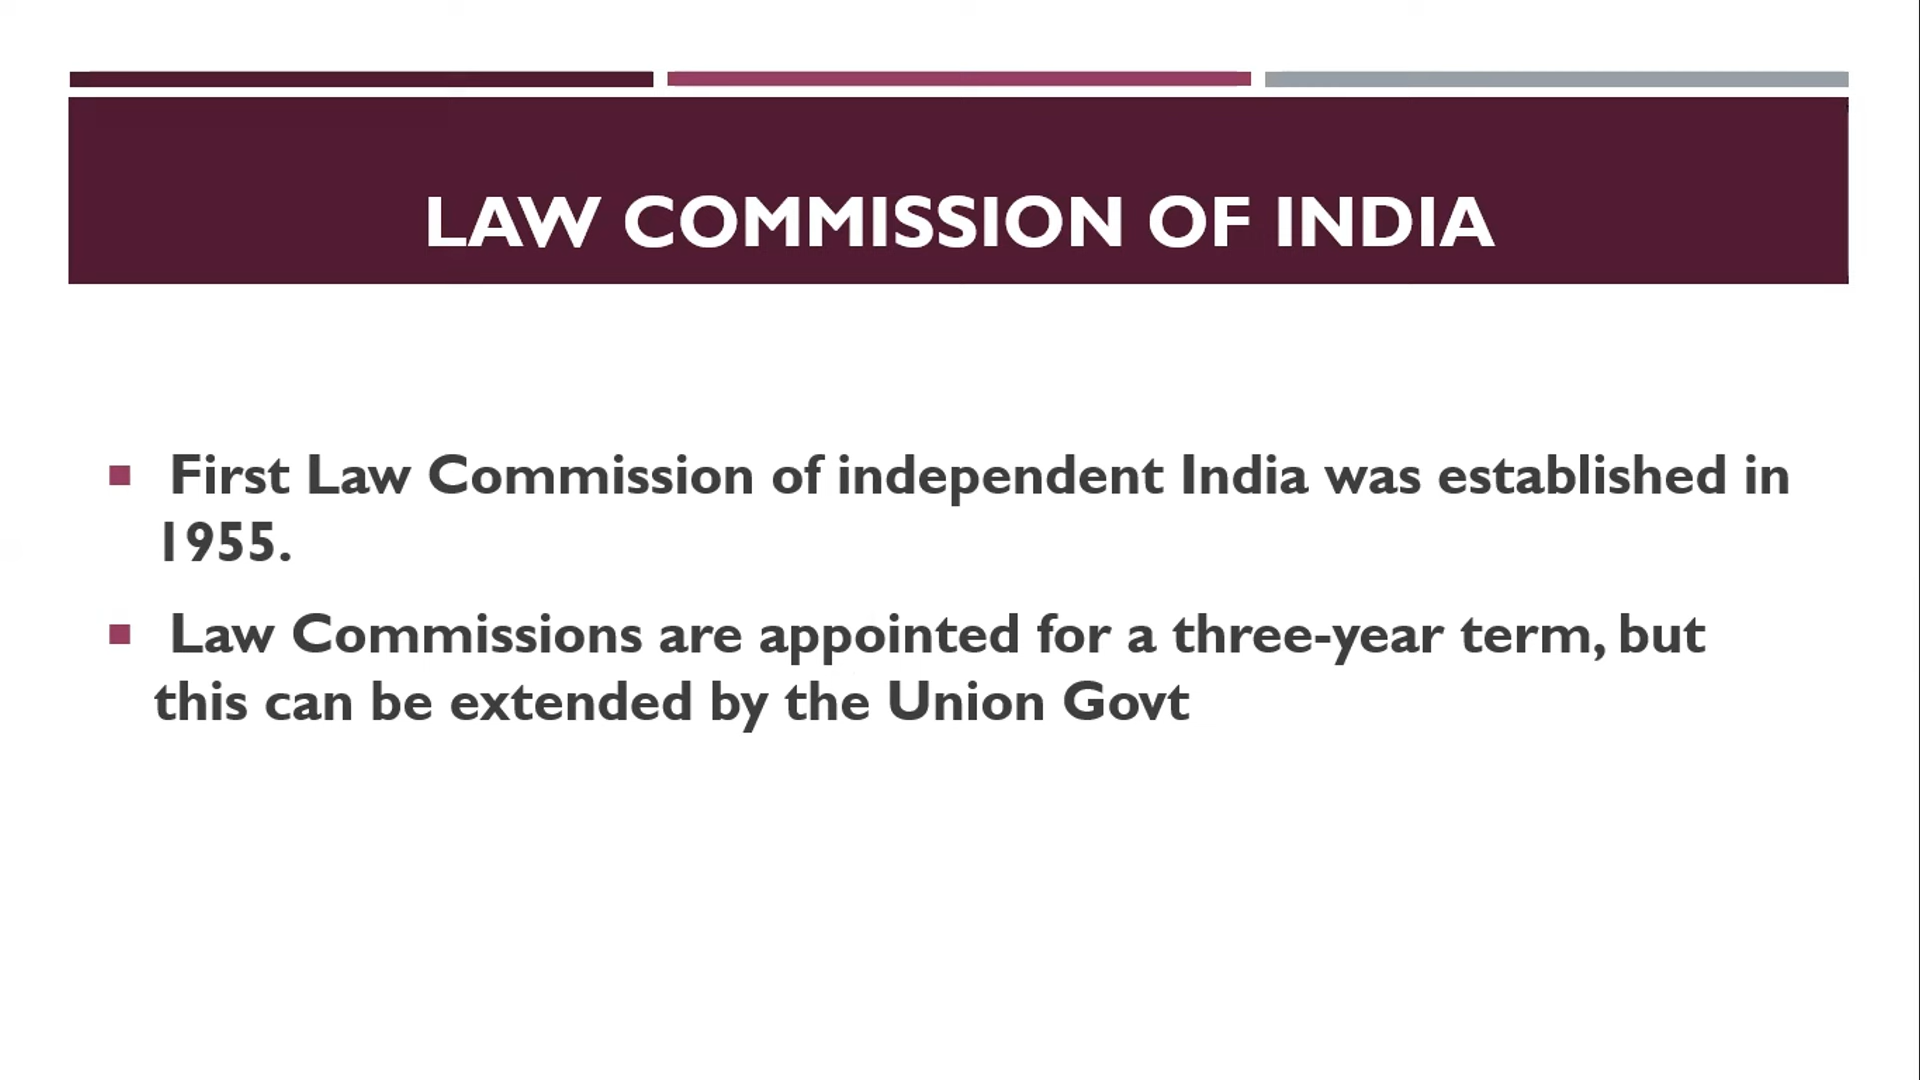 LAW COMMISSION OF INDIA
First Law Commission of independent India was established in
1955.
Law Commissions are appointed for a three-year term, but
this can be extended by the Union Govt